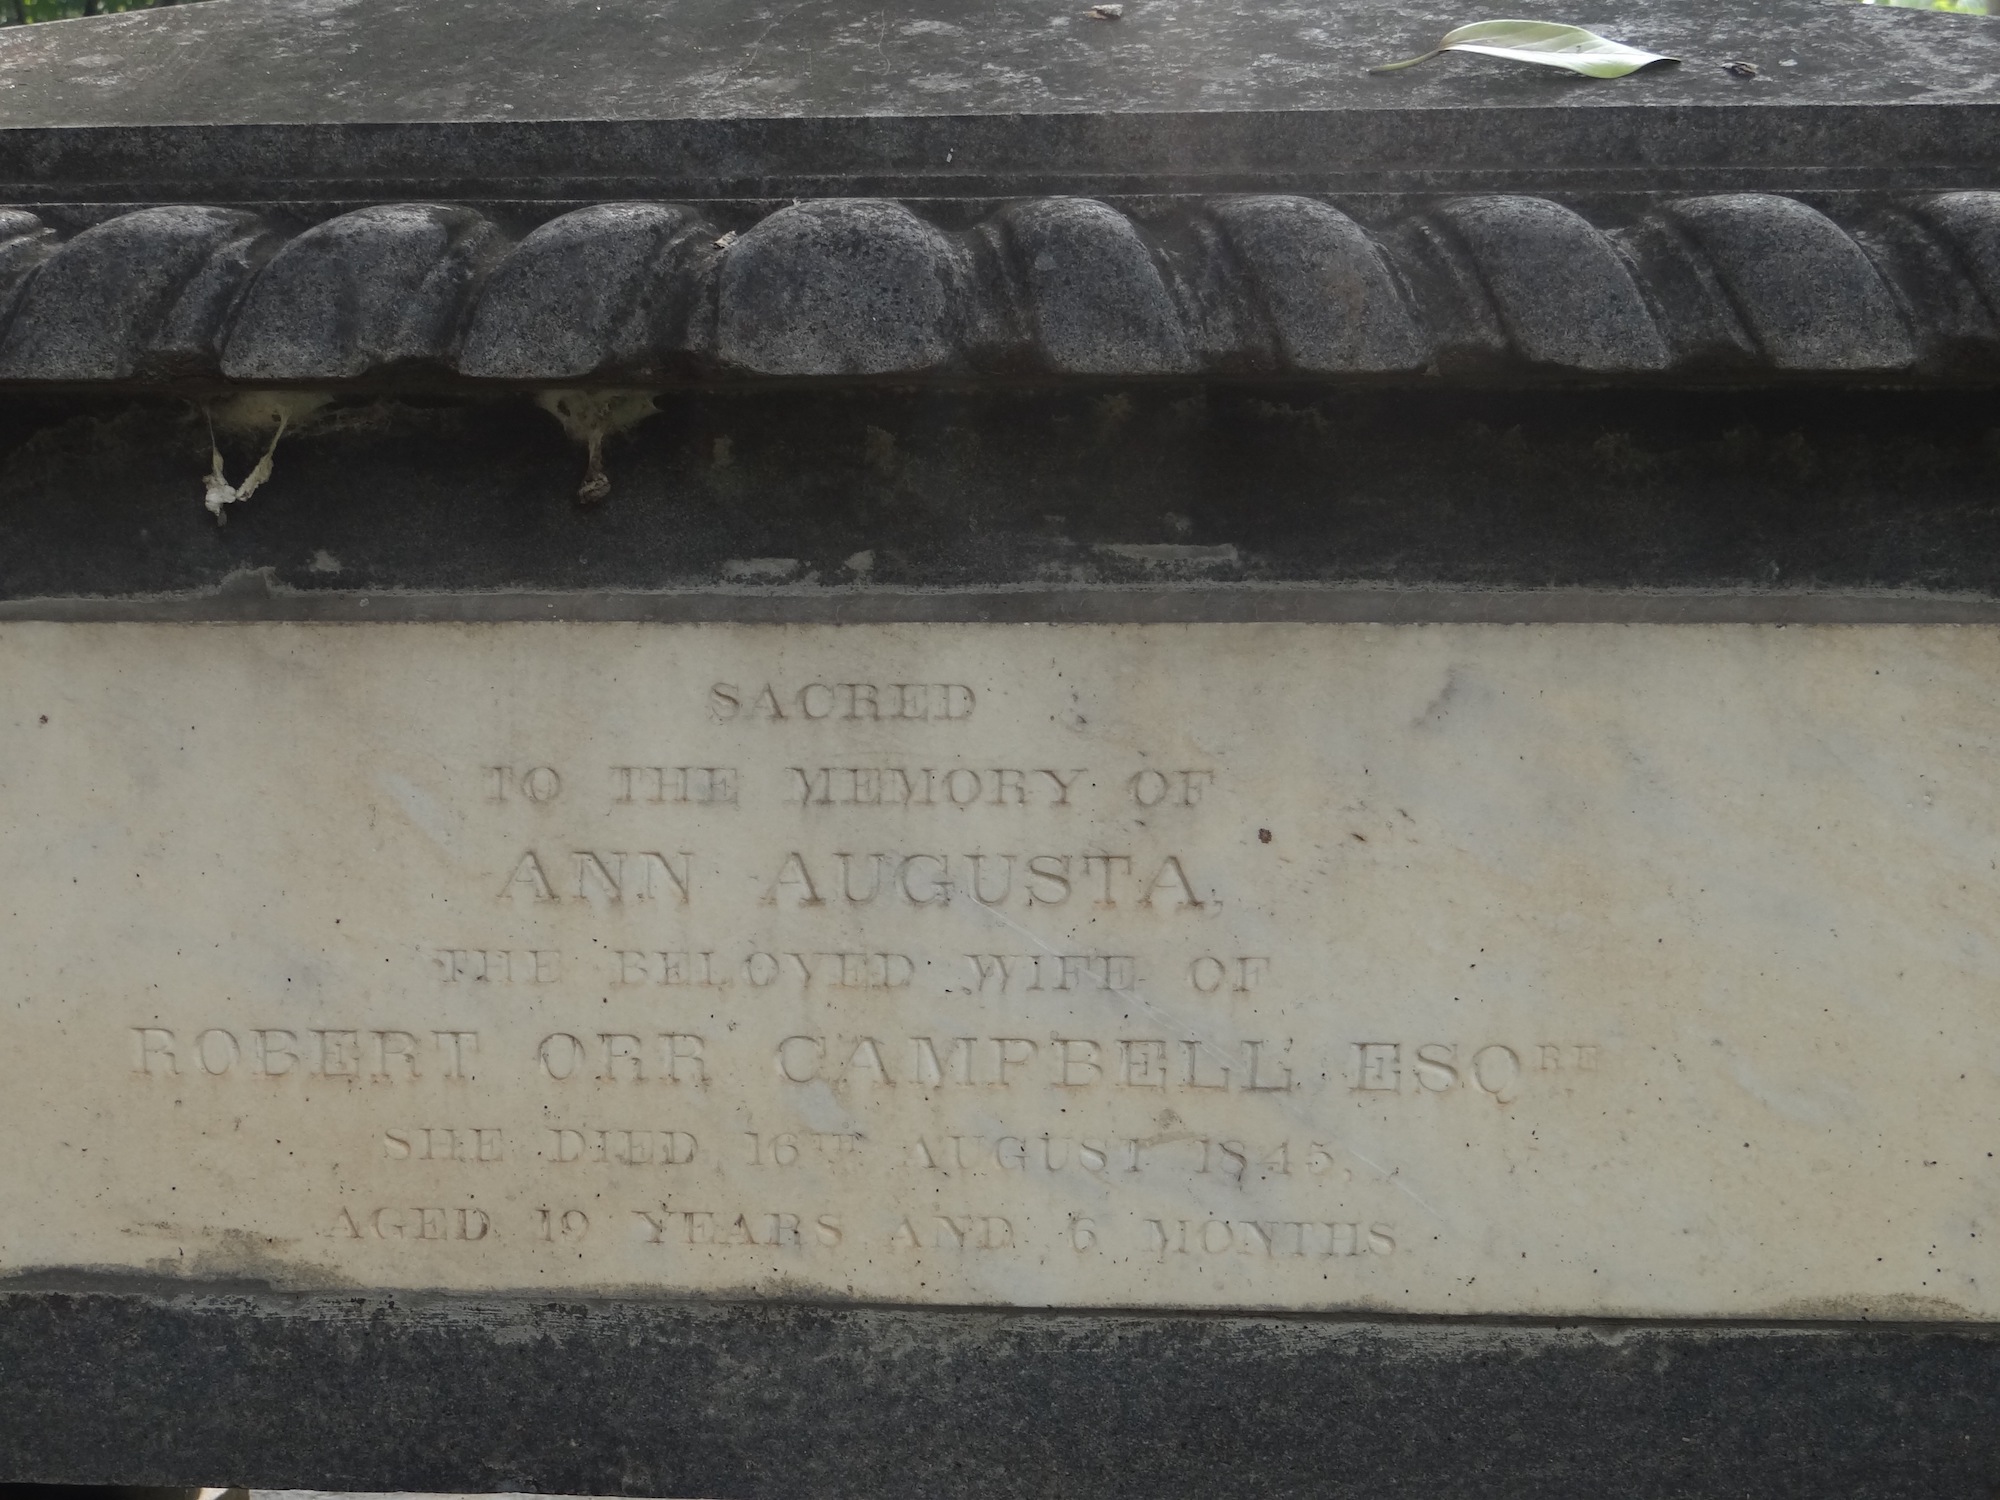 SACRED
TO THE MEMORY OF
ANN AUGUSTA,
THE BELOVED WIFE OF
ROBERT ORR CAMPBELL ESQRE
SHE DIED 16TH AUGUST 1845,
AGED 19 YEARS AND 6 MONTHS